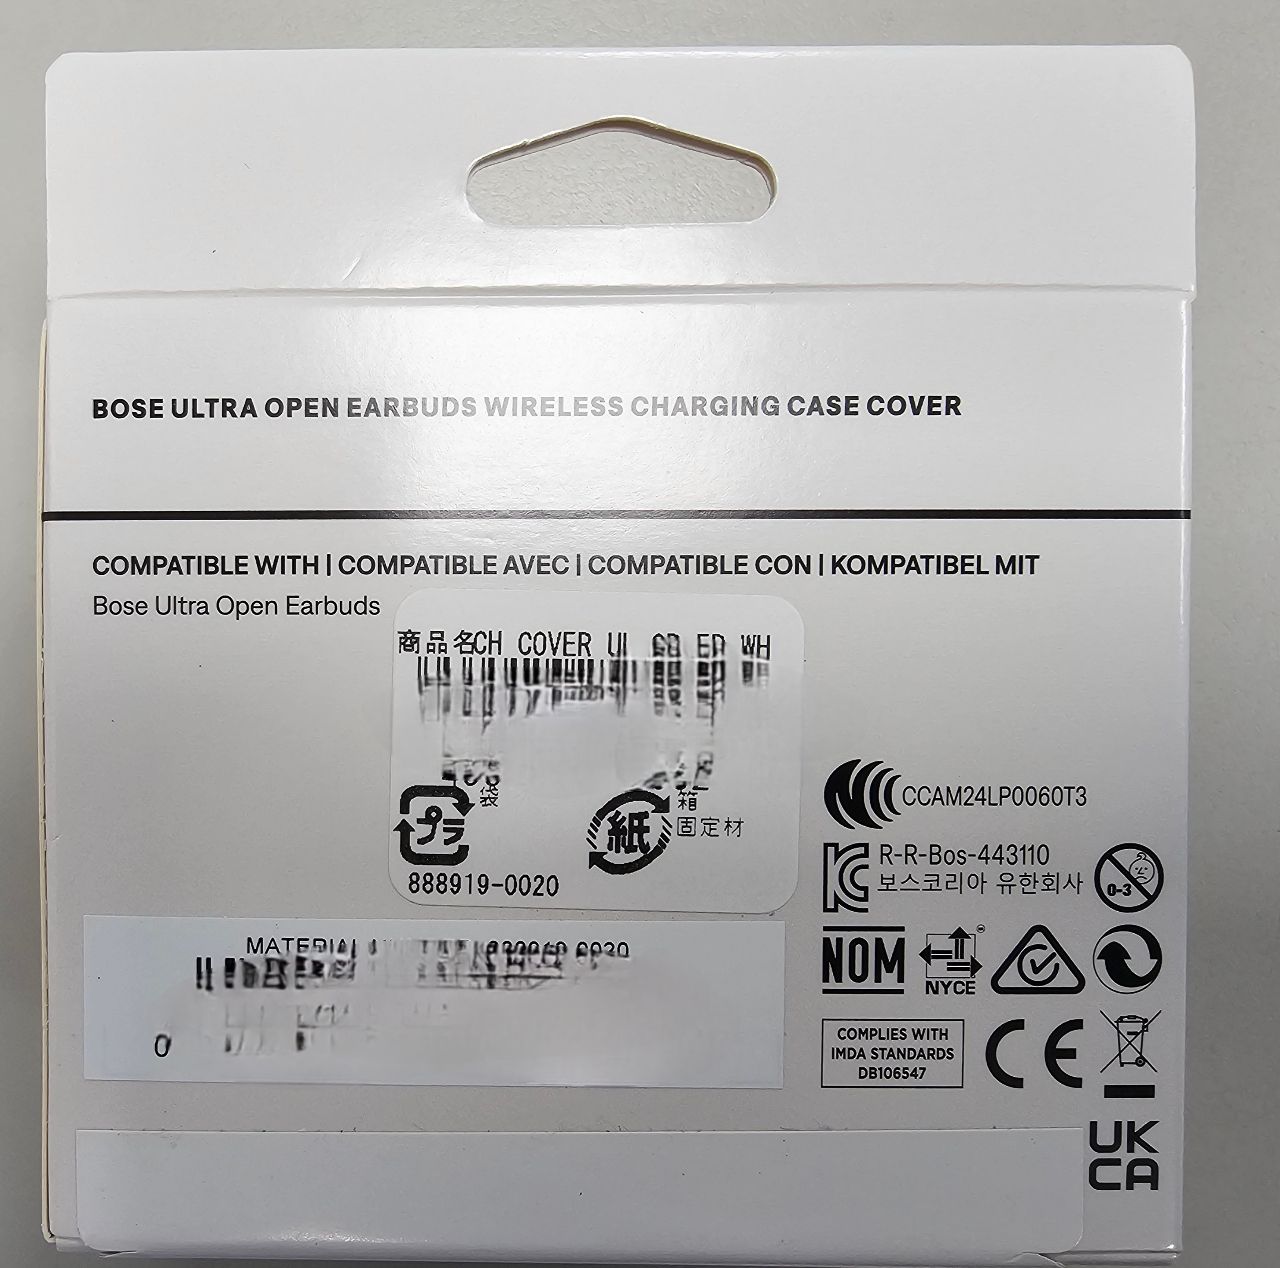 BOSE ULTRA OPEN EARBUDS WIRELESS CHARGING CASE COVER
COMPATIBLE WITH | COMPATIBLE AVEC | COMPATIBLE CON | KOMPATIBEL MIT
Bose Ultra Open Earbuds
商品名CH COVER WH
袋
プラ
箱
紙
固定材
888919-0020
CCAM24LP0060T3
R-R-Bos-443110
보스코리아 유한회사
0-3
MATERIAL
0
NOM
NYCE
COMPLIES WITH
IMDA STANDARDS
DB106547
CE
UK
CA